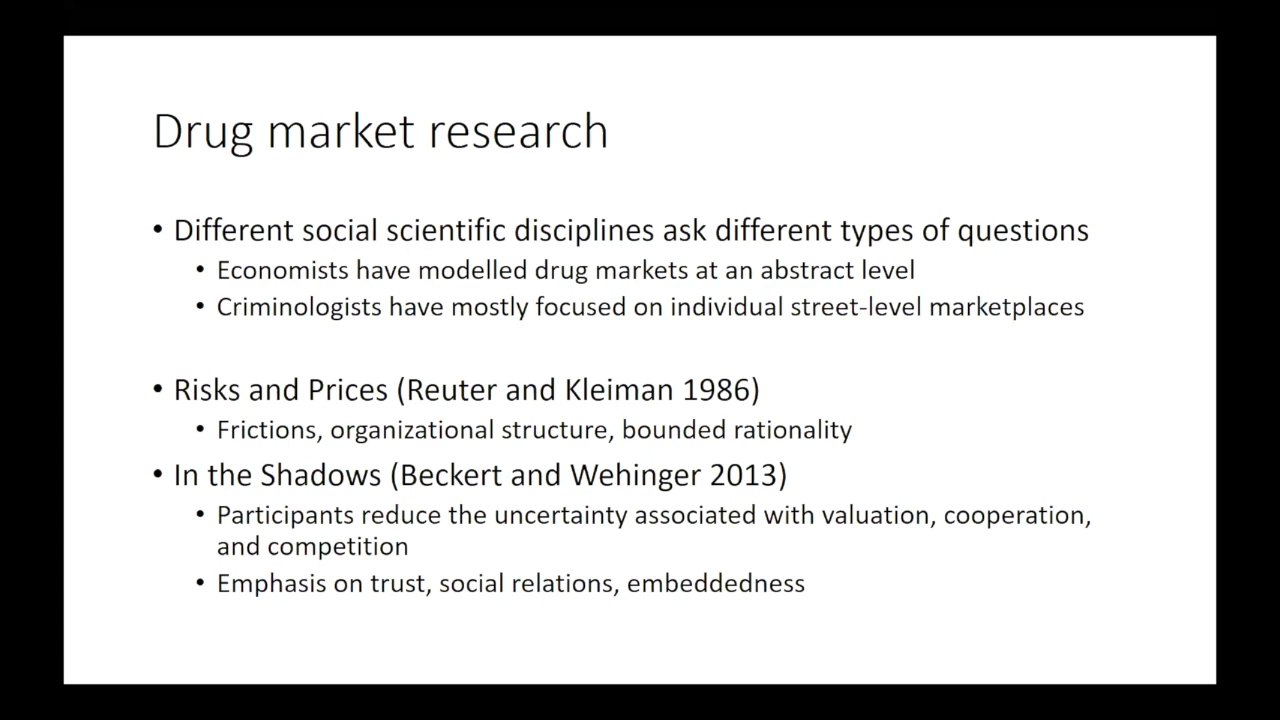 Drug market research
• Different social scientific disciplines ask different types of questions
• Economists have modelled drug markets at an abstract level
• Criminologists have mostly focused on individual street-level marketplaces
• Risks and Prices (Reuter and Kleiman 1986)
• Frictions, organizational structure, bounded rationality
• In the Shadows (Beckert and Wehinger 2013)
• Participants reduce the uncertainty associated with valuation, cooperation,
and competition
• Emphasis on trust, social relations, embeddedness